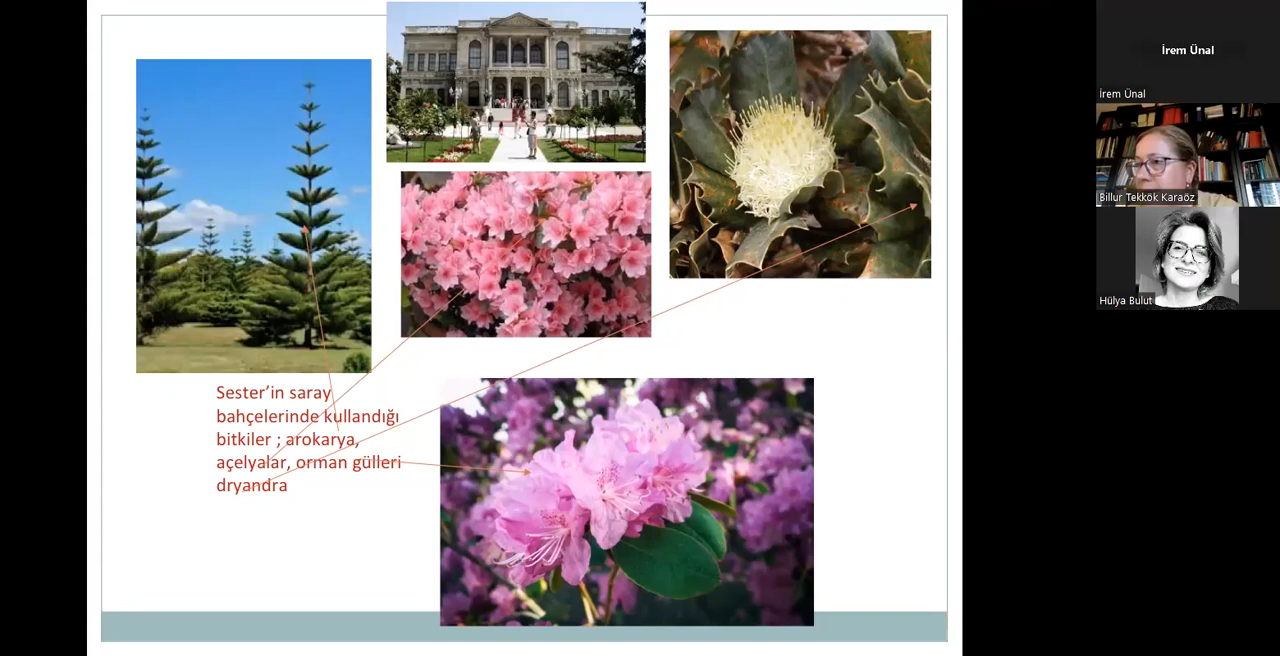 Sester’in saray
bahçelerinde kullandığı
bitkiler ; arokarya,
açelyalar, orman gülleri
dryandra
İrem Ünal
İrem Ünal
Billur Tekkök Karaöz
Hülya Bulut